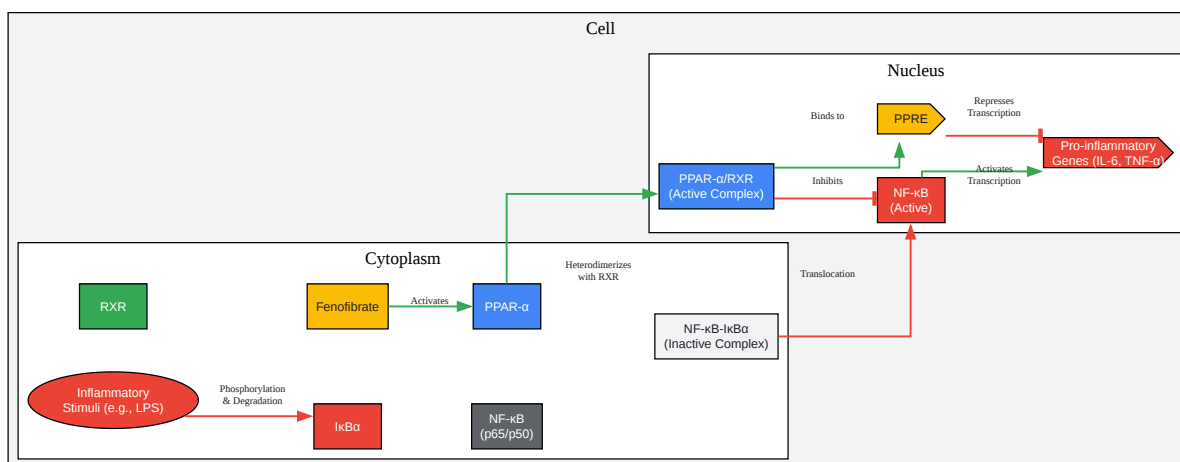 Cell
Nucleus
Represses
Transcription
Binds to
PPRE
Pro-inflammatory
Genes (IL-6, TNF-α)
PPAR-α/RXR
(Active Complex)
Inhibits
NF-κB
(Active)
Activates
Transcription
Cytoplasm
Heterodimerizes
with RXR
Translocation
RXR
Fenofibrate
Activates
PPAR-α
NF-κB-IκBα
(Inactive Complex)
Inflammatory
Stimuli (e.g., LPS)
Phosphorylation
& Degradation
IκBα
NF-κB
(p65/p50)